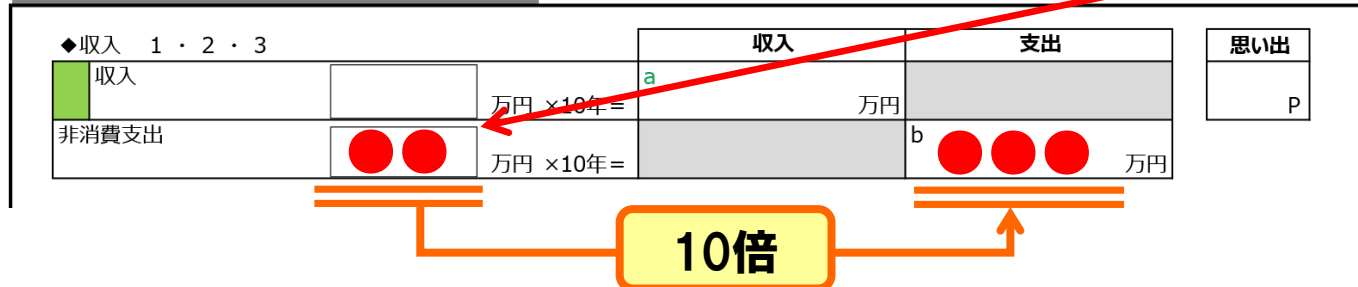 ◆収入 1・2・3
収入 支出 思い出
収入 万円 ×10年= a 万円 P
非消費支出 万円 ×10年= b 万円
10倍